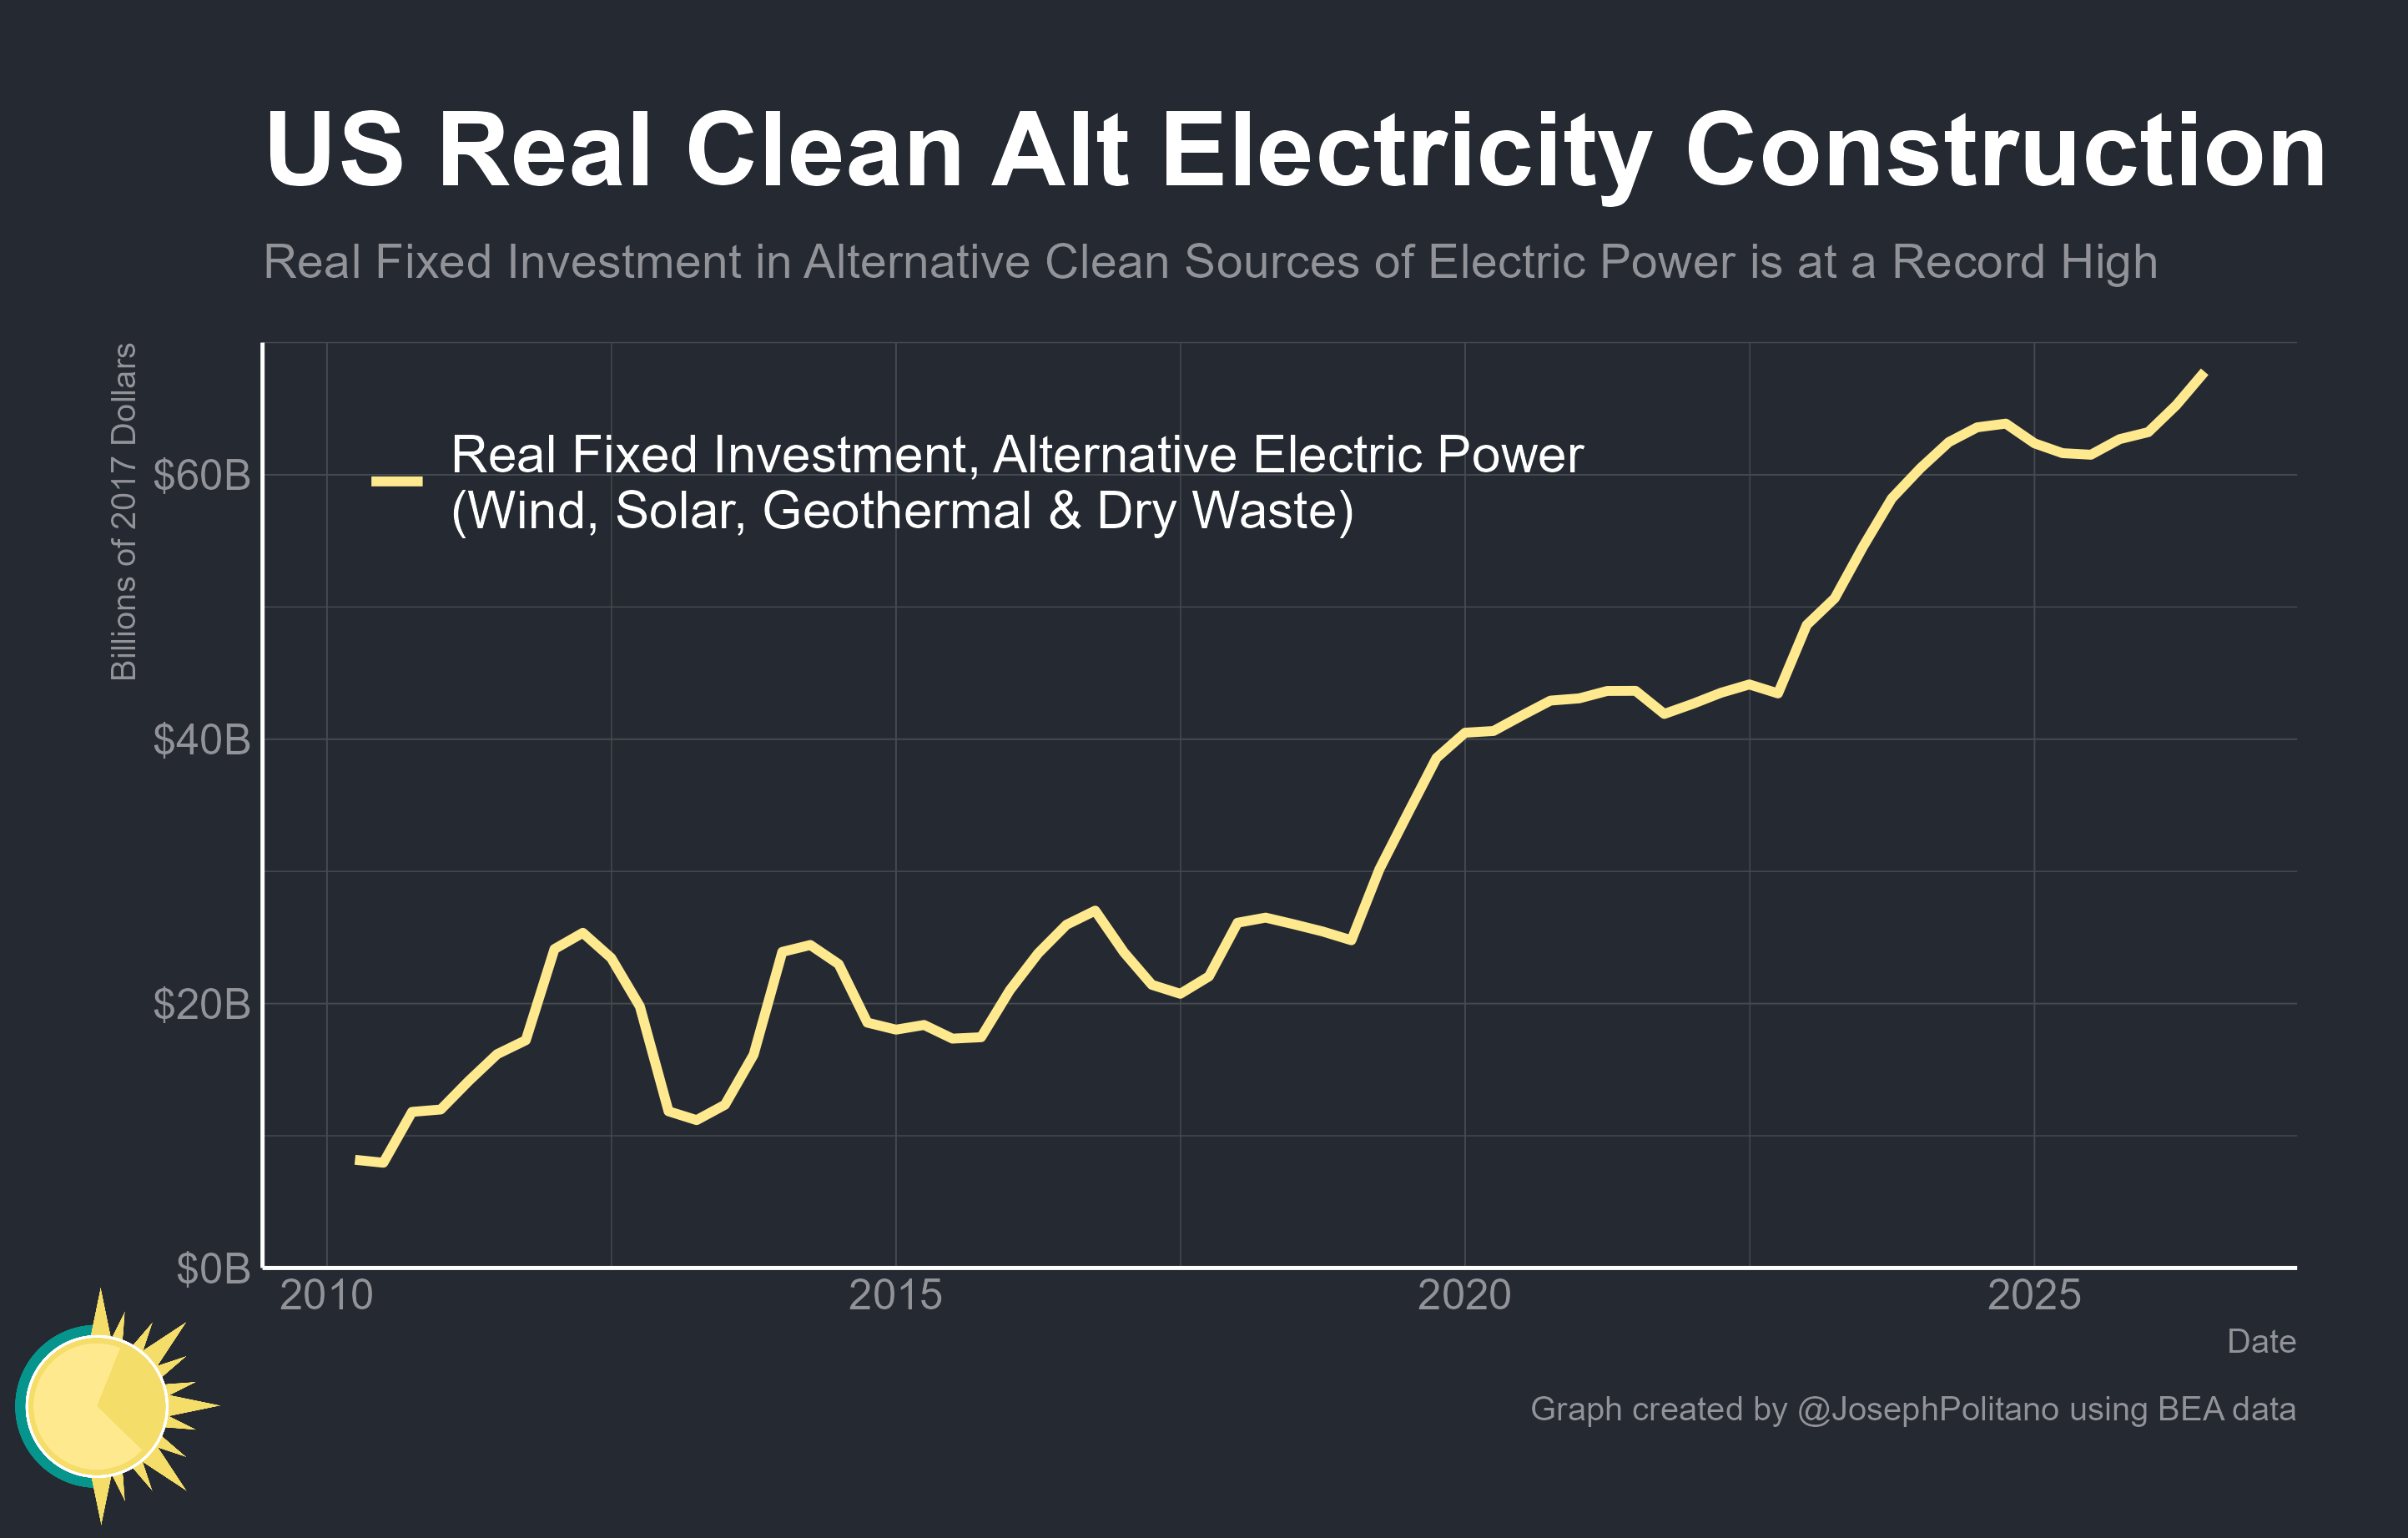 US Real Clean Alt Electricity Construction
Real Fixed Investment in Alternative Clean Sources of Electric Power is at a Record High
Billions of 2017 Dollars
Real Fixed Investment, Alternative Electric Power
(Wind, Solar, Geothermal & Dry Waste)
$60B
$40B
$20B
$0B
2010 2015 2020 2025
Date
Graph created by @JosephPolitano using BEA data